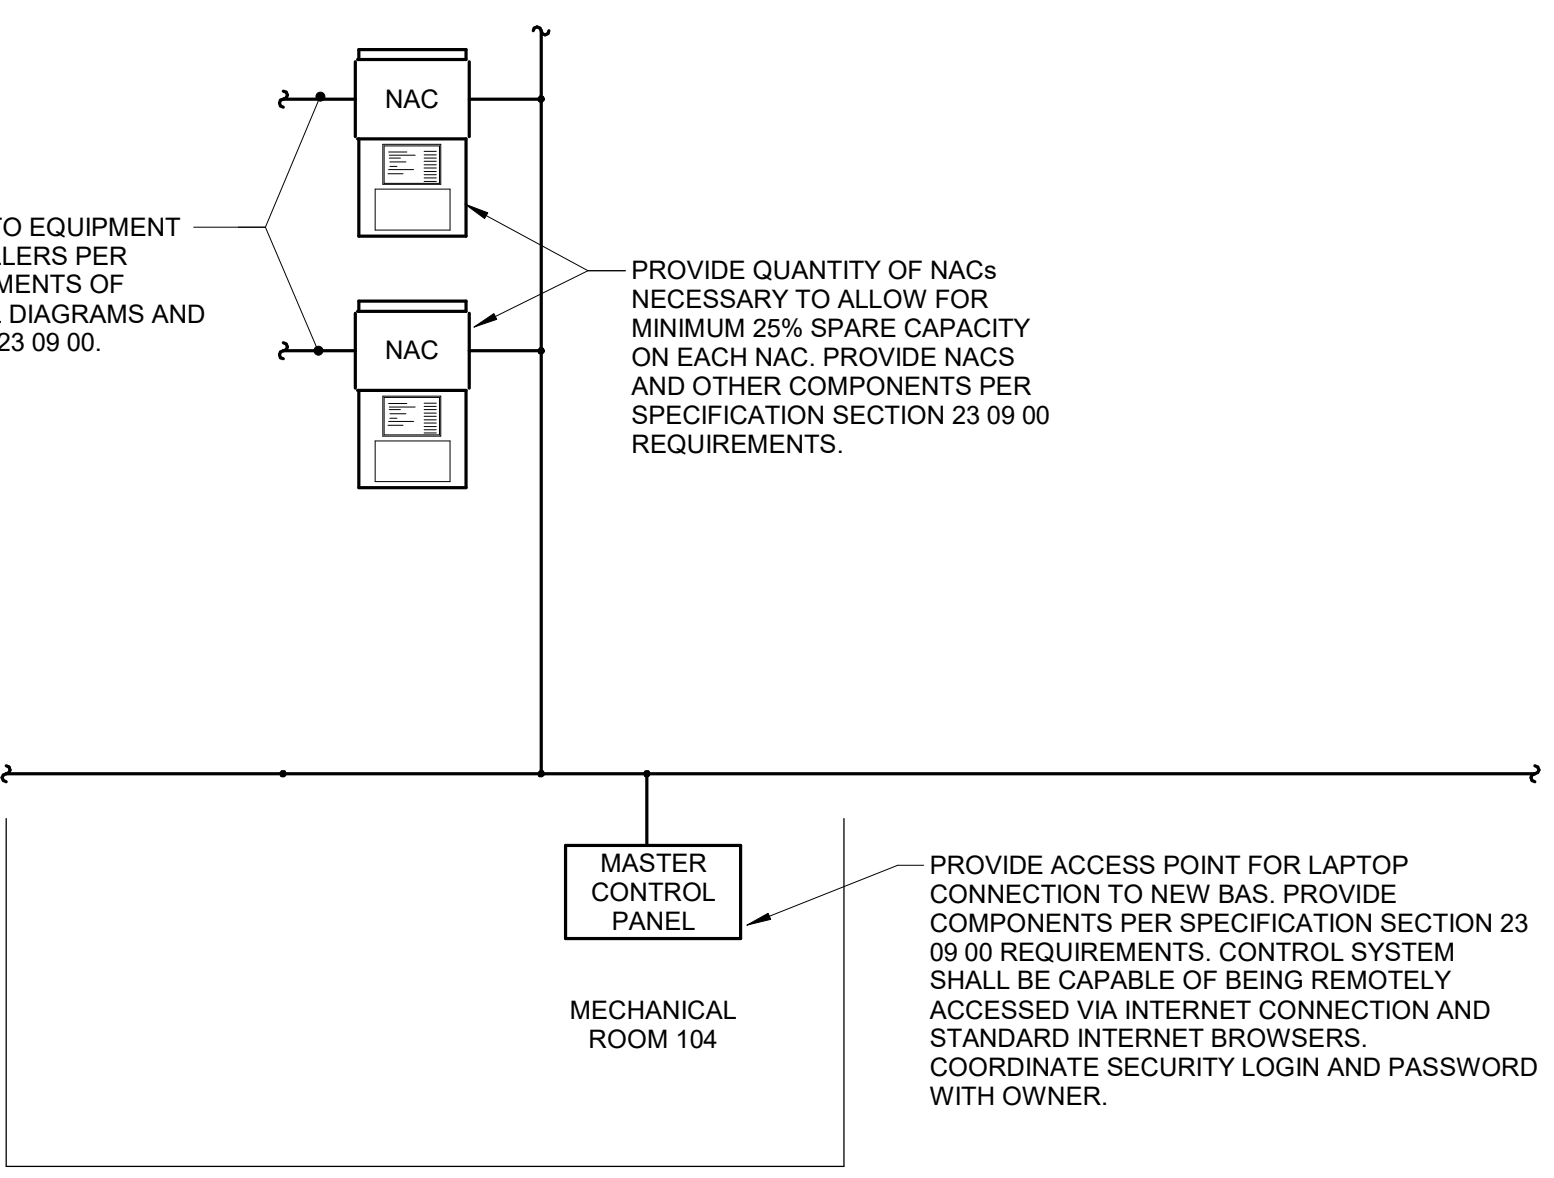 NAC
TO EQUIPMENT
LLERS PER
MENTS OF
DIAGRAMS AND
23 09 00.
NAC
PROVIDE QUANTITY OF NACs
NECESSARY TO ALLOW FOR
MINIMUM 25% SPARE CAPACITY
ON EACH NAC. PROVIDE NACS
AND OTHER COMPONENTS PER
SPECIFICATION SECTION 23 09 00
REQUIREMENTS.
MASTER
CONTROL
PANEL
MECHANICAL
ROOM 104
PROVIDE ACCESS POINT FOR LAPTOP
CONNECTION TO NEW BAS. PROVIDE
COMPONENTS PER SPECIFICATION SECTION 23
09 00 REQUIREMENTS. CONTROL SYSTEM
SHALL BE CAPABLE OF BEING REMOTELY
ACCESSED VIA INTERNET CONNECTION AND
STANDARD INTERNET BROWSERS.
COORDINATE SECURITY LOGIN AND PASSWORD
WITH OWNER.